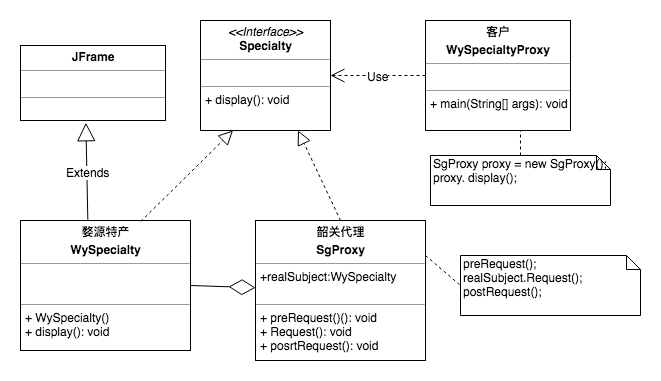 JFrame
<<Interface>>
Specialty
+ display(): void
客户
WySpecialtyProxy
+ main(String[] args): void
Use
SgProxy proxy = new SgProxy();
proxy. display();
Extends
婺源特产
WySpecialty
+ WySpecialty()
+ display(): void
韶关代理
SgProxy
+realSubject:WySpecialty
+ preRequest()(): void
+ Request(): void
+ posrtRequest(): void
preRequest();
realSubject.Request();
postRequest();